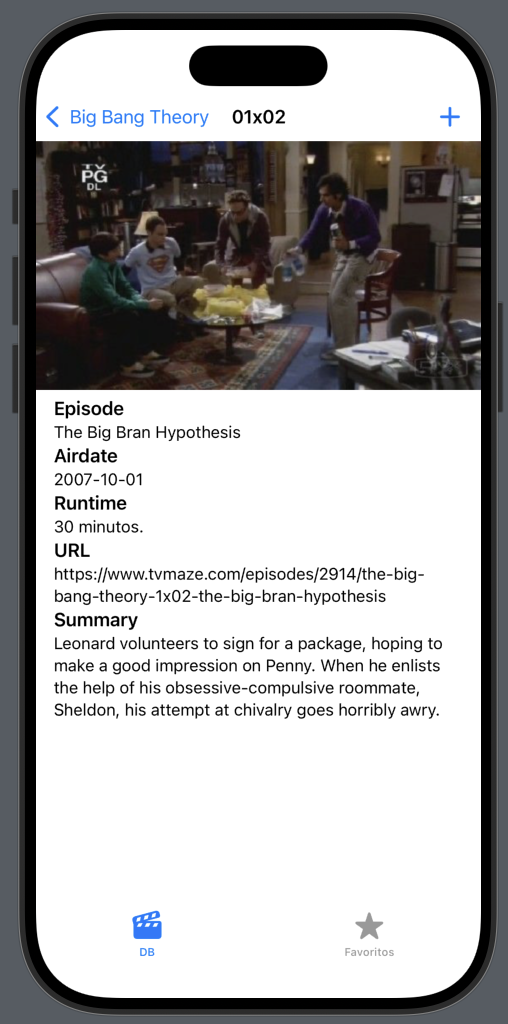 Big Bang Theory 01x02
TV
PG
DL
Episode
The Big Bran Hypothesis
Airdate
2007-10-01
Runtime
30 minutos.
URL
https://www.tvmaze.com/episodes/2914/the-big-
bang-theory-1x02-the-big-bran-hypothesis
Summary
Leonard volunteers to sign for a package, hoping to
make a good impression on Penny. When he enlists
the help of his obsessive-compulsive roommate,
Sheldon, his attempt at chivalry goes horribly awry.
DB Favoritos